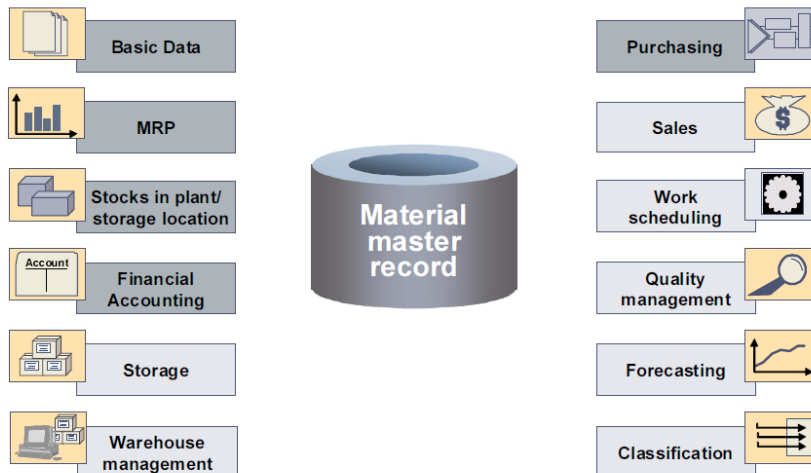 Basic Data
MRP
Stocks in plant/
storage location
Account
Financial
Accounting
Storage
Warehouse
management
Material
master
record
Purchasing
Sales
$
Work
scheduling
Quality
management
Forecasting
Classification